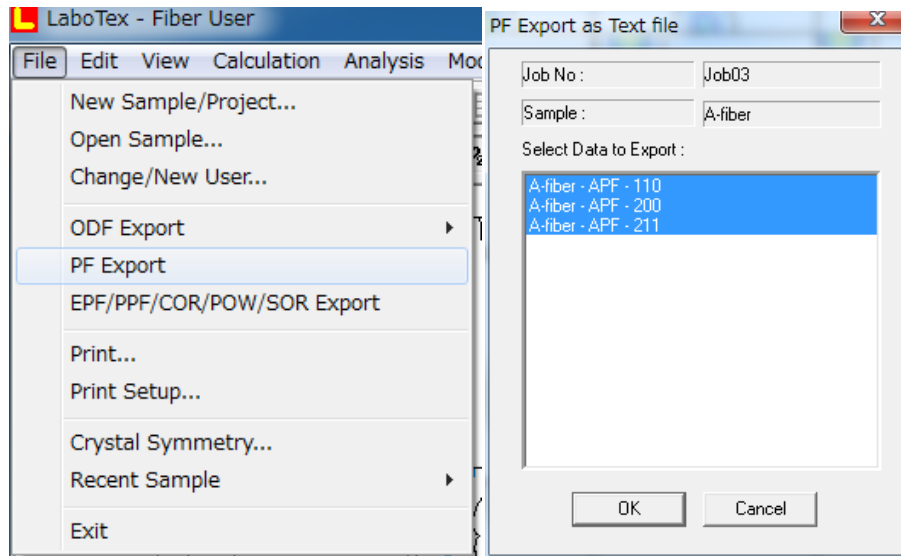 LaboTex - Fiber User
File Edit View Calculation Analysis
New Sample/Project...
Open Sample...
Change/New User...
ODF Export
PF Export
EPF/PPF/COR/POW/SOR Export
Print...
Print Setup...
Crystal Symmetry...
Recent Sample
Exit
PF Export as Text file
Job No : Job03
Sample : A-fiber
Select Data to Export :
A-fiber - APF - 110
A-fiber - APF - 200
A-fiber - APF - 211
OK Cancel